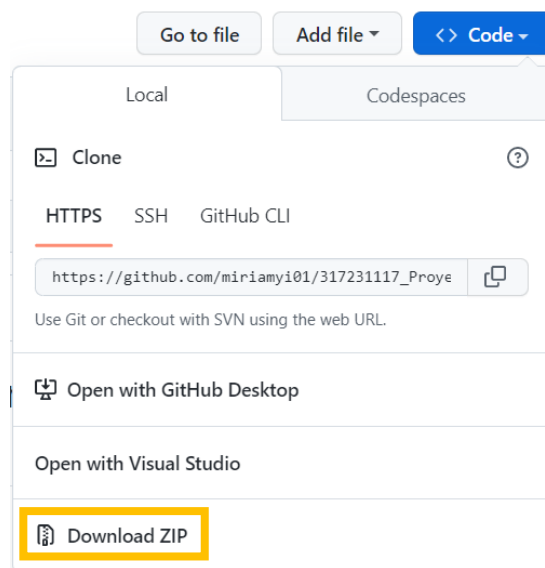 Go to file Add file <> Code
Local Codespaces
Clone
HTTPS SSH GitHub CLI
https://github.com/miriamyi01/317231117_Proye
Use Git or checkout with SVN using the web URL.
Open with GitHub Desktop
Open with Visual Studio
Download ZIP